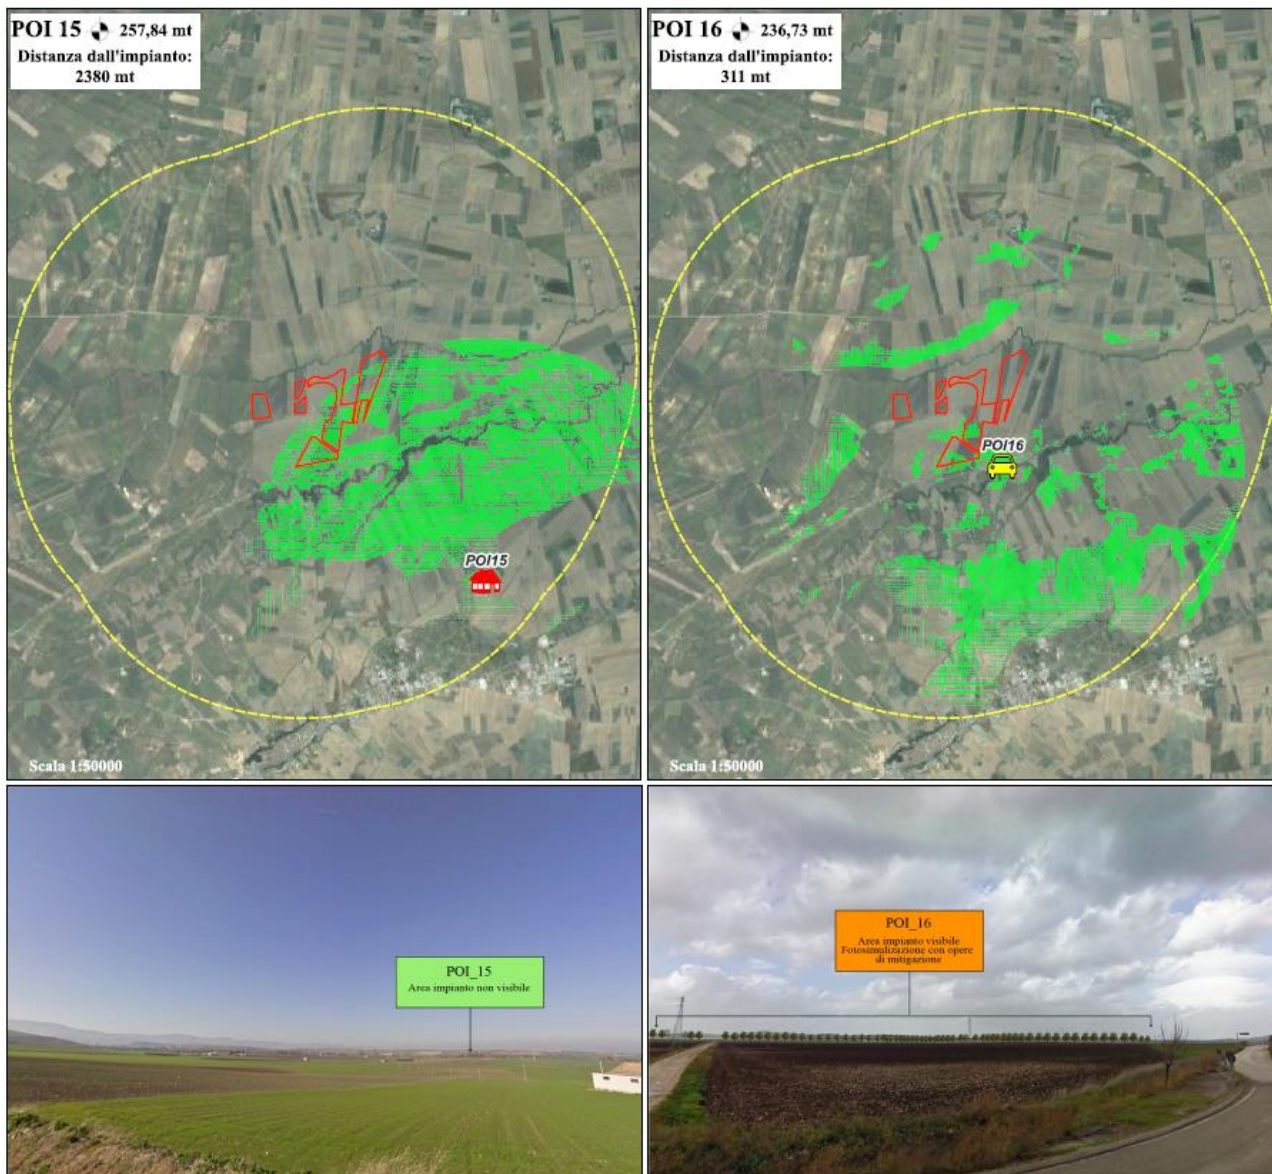 POI 15 257,84 mt
Distanza dall'impianto:
2380 mt
POI15
Scala 1:50000
POI 16 236,73 mt
Distanza dall'impianto:
311 mt
POI16
Scala 1:50000
POI_15
Area impianto non visibile
POI_16
Area impianto visibile
Fotosimulizazione con opere
di mitigazione